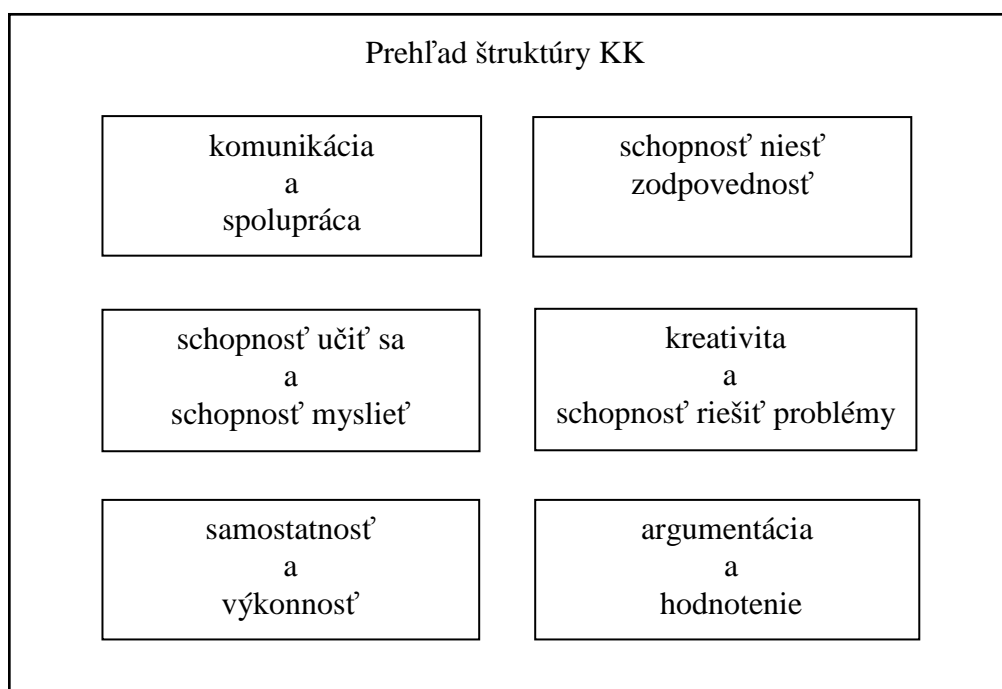 Prehľad štruktúry KK
komunikácia
a
spolupráca
schopnosť niesť
zodpovednosť
schopnosť učiť sa
a
schopnosť myslieť
kreativita
a
schopnosť riešiť problémy
samostatnosť
a
výkonnosť
argumentácia
a
hodnotenie